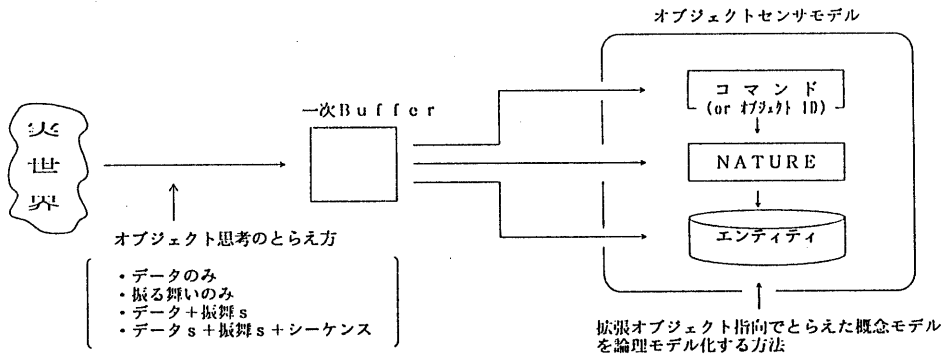 オブジェクトセンサモデル
実世界
一次Buffer
コマンド
(or オブジェクト ID)
NATURE
エンティティ
オブジェクト思考のとらえ方
・データのみ
・振る舞いのみ
・データ+振舞s
・データs+振舞s+シーケンス
拡張オブジェクト指向でとらえた概念モデル
を論理モデル化する方法